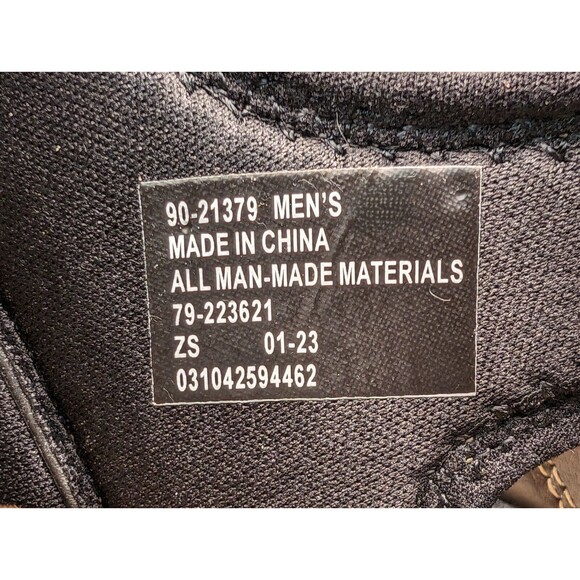 90-21379 MEN'S
MADE IN CHINA
ALL MAN-MADE MATERIALS
79-223621
ZS 01-23
031042594462